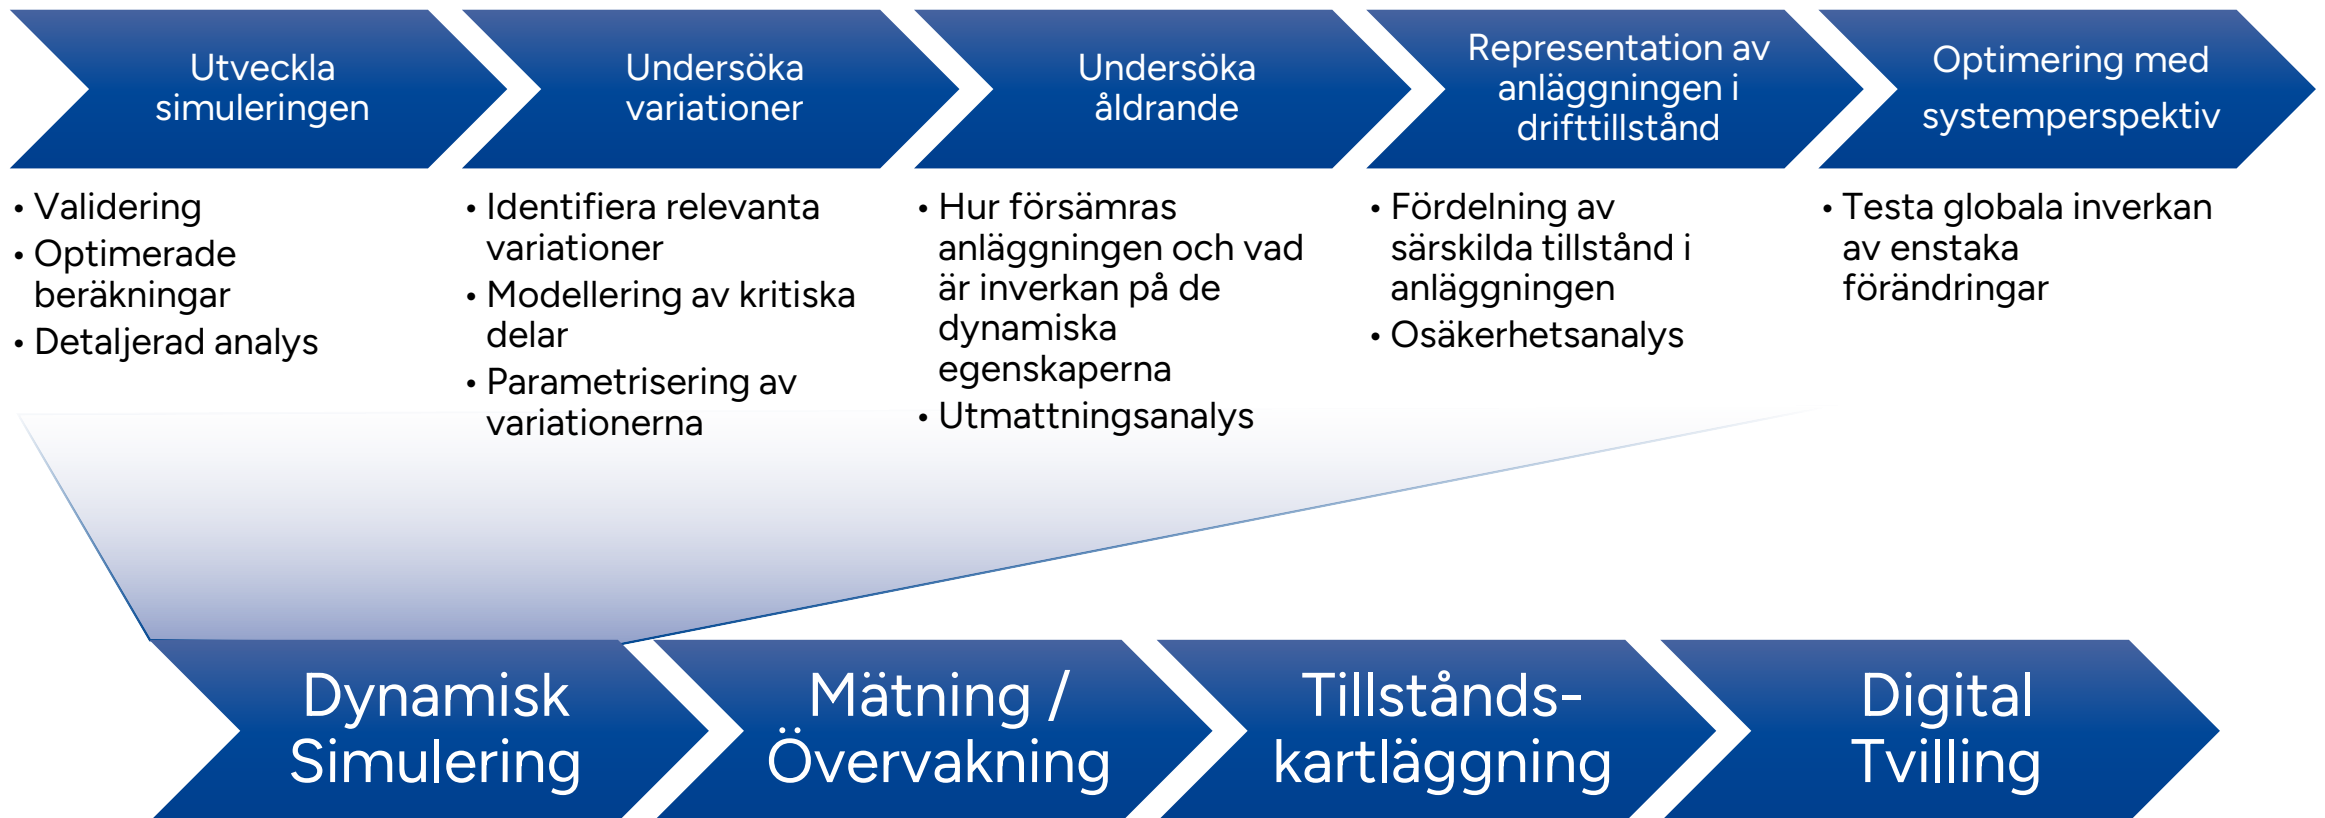 Utveckla
simuleringen
Undersöka
variationer
Undersöka
åldrande
Representation av
anläggningen i
drifttillstånd
Optimering med
systemperspektiv
• Validering
• Optimerade
beräkningar
• Detaljerad analys
• Identifiera relevanta
variationer
• Modellering av kritiska
delar
• Parametrisering av
variationerna
• Hur försämras
anläggningen och vad
är inverkan på de
dynamiska
egenskaperna
• Utmattningsanalys
• Fördelning av
särskilda tillstånd i
anläggningen
• Osäkerhetsanalys
• Testa globala inverkan
av enstaka
förändringar
Dynamisk
Simulering
Mätning /
Övervakning
Tillstånds-
kartläggning
Digital
Tvilling